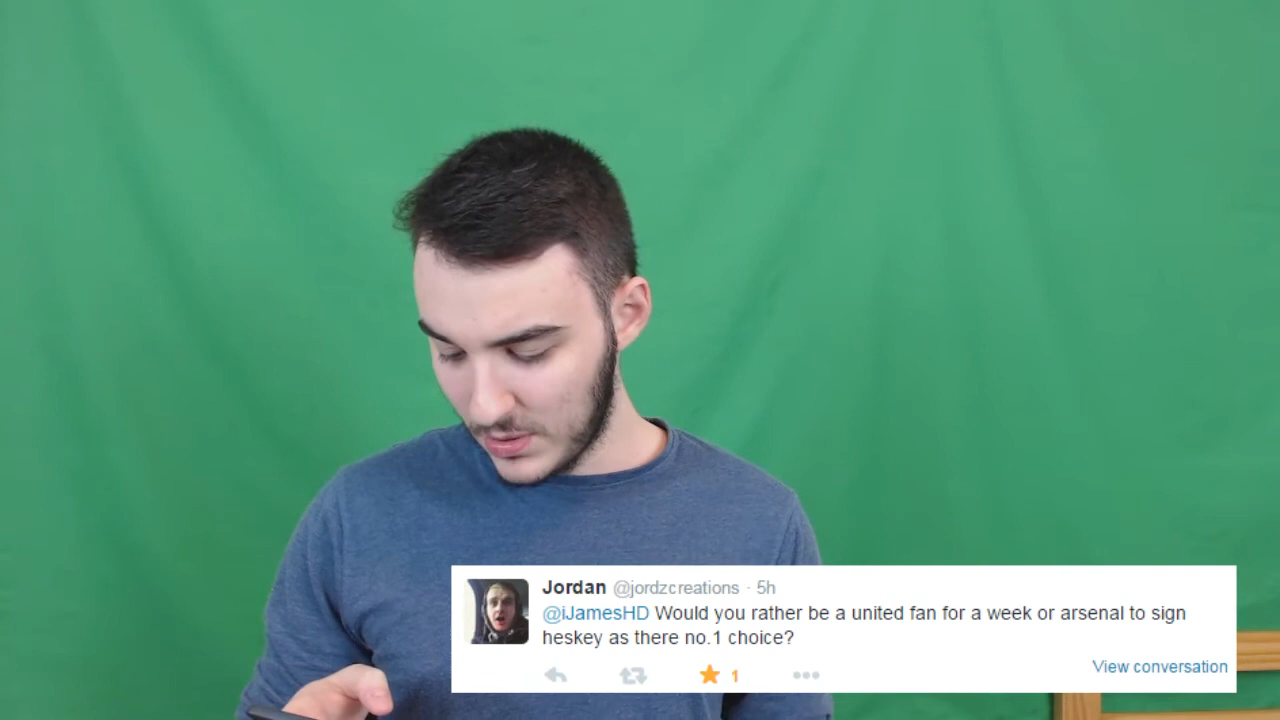 Jordan @jordzcreations · 5h
@iJamesHD Would you rather be a united fan for a week or arsenal to sign
heskey as there no.1 choice?
1
View conversation